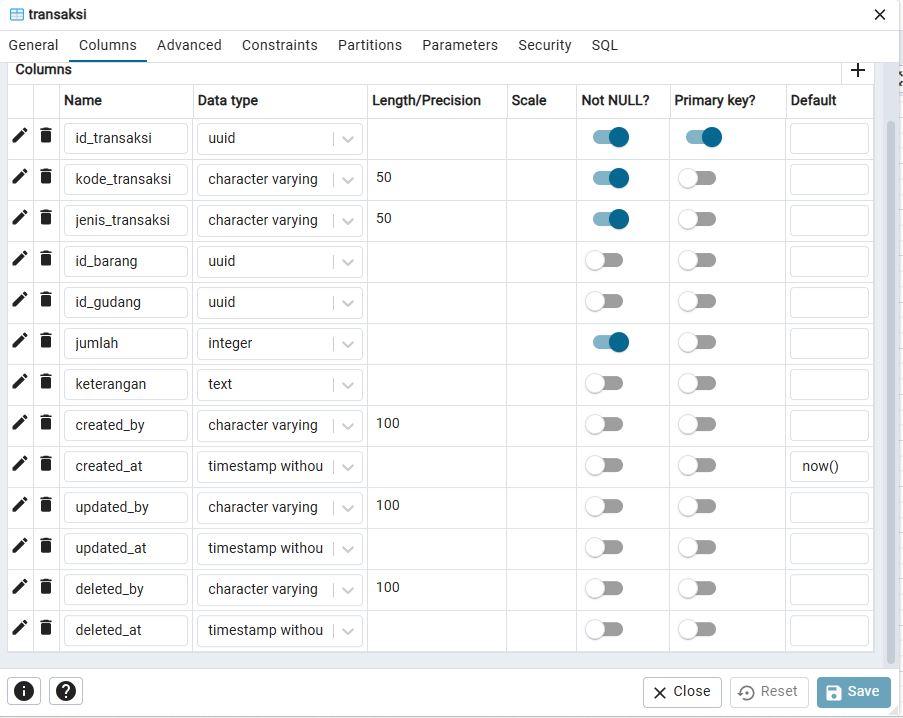 transaksi
General Columns Advanced Constraints Partitions Parameters Security SQL
Columns
Name Data type Length/Precision Scale Not NULL? Primary key? Default
id_transaksi uuid
kode_transaksi character varying 50
jenis_transaksi character varying 50
id_barang uuid
id_gudang uuid
jumlah integer
keterangan text
created_by character varying 100
created_at timestamp withou now()
updated_by character varying 100
updated_at timestamp withou
deleted_by character varying 100
deleted_at timestamp withou
Close Reset Save